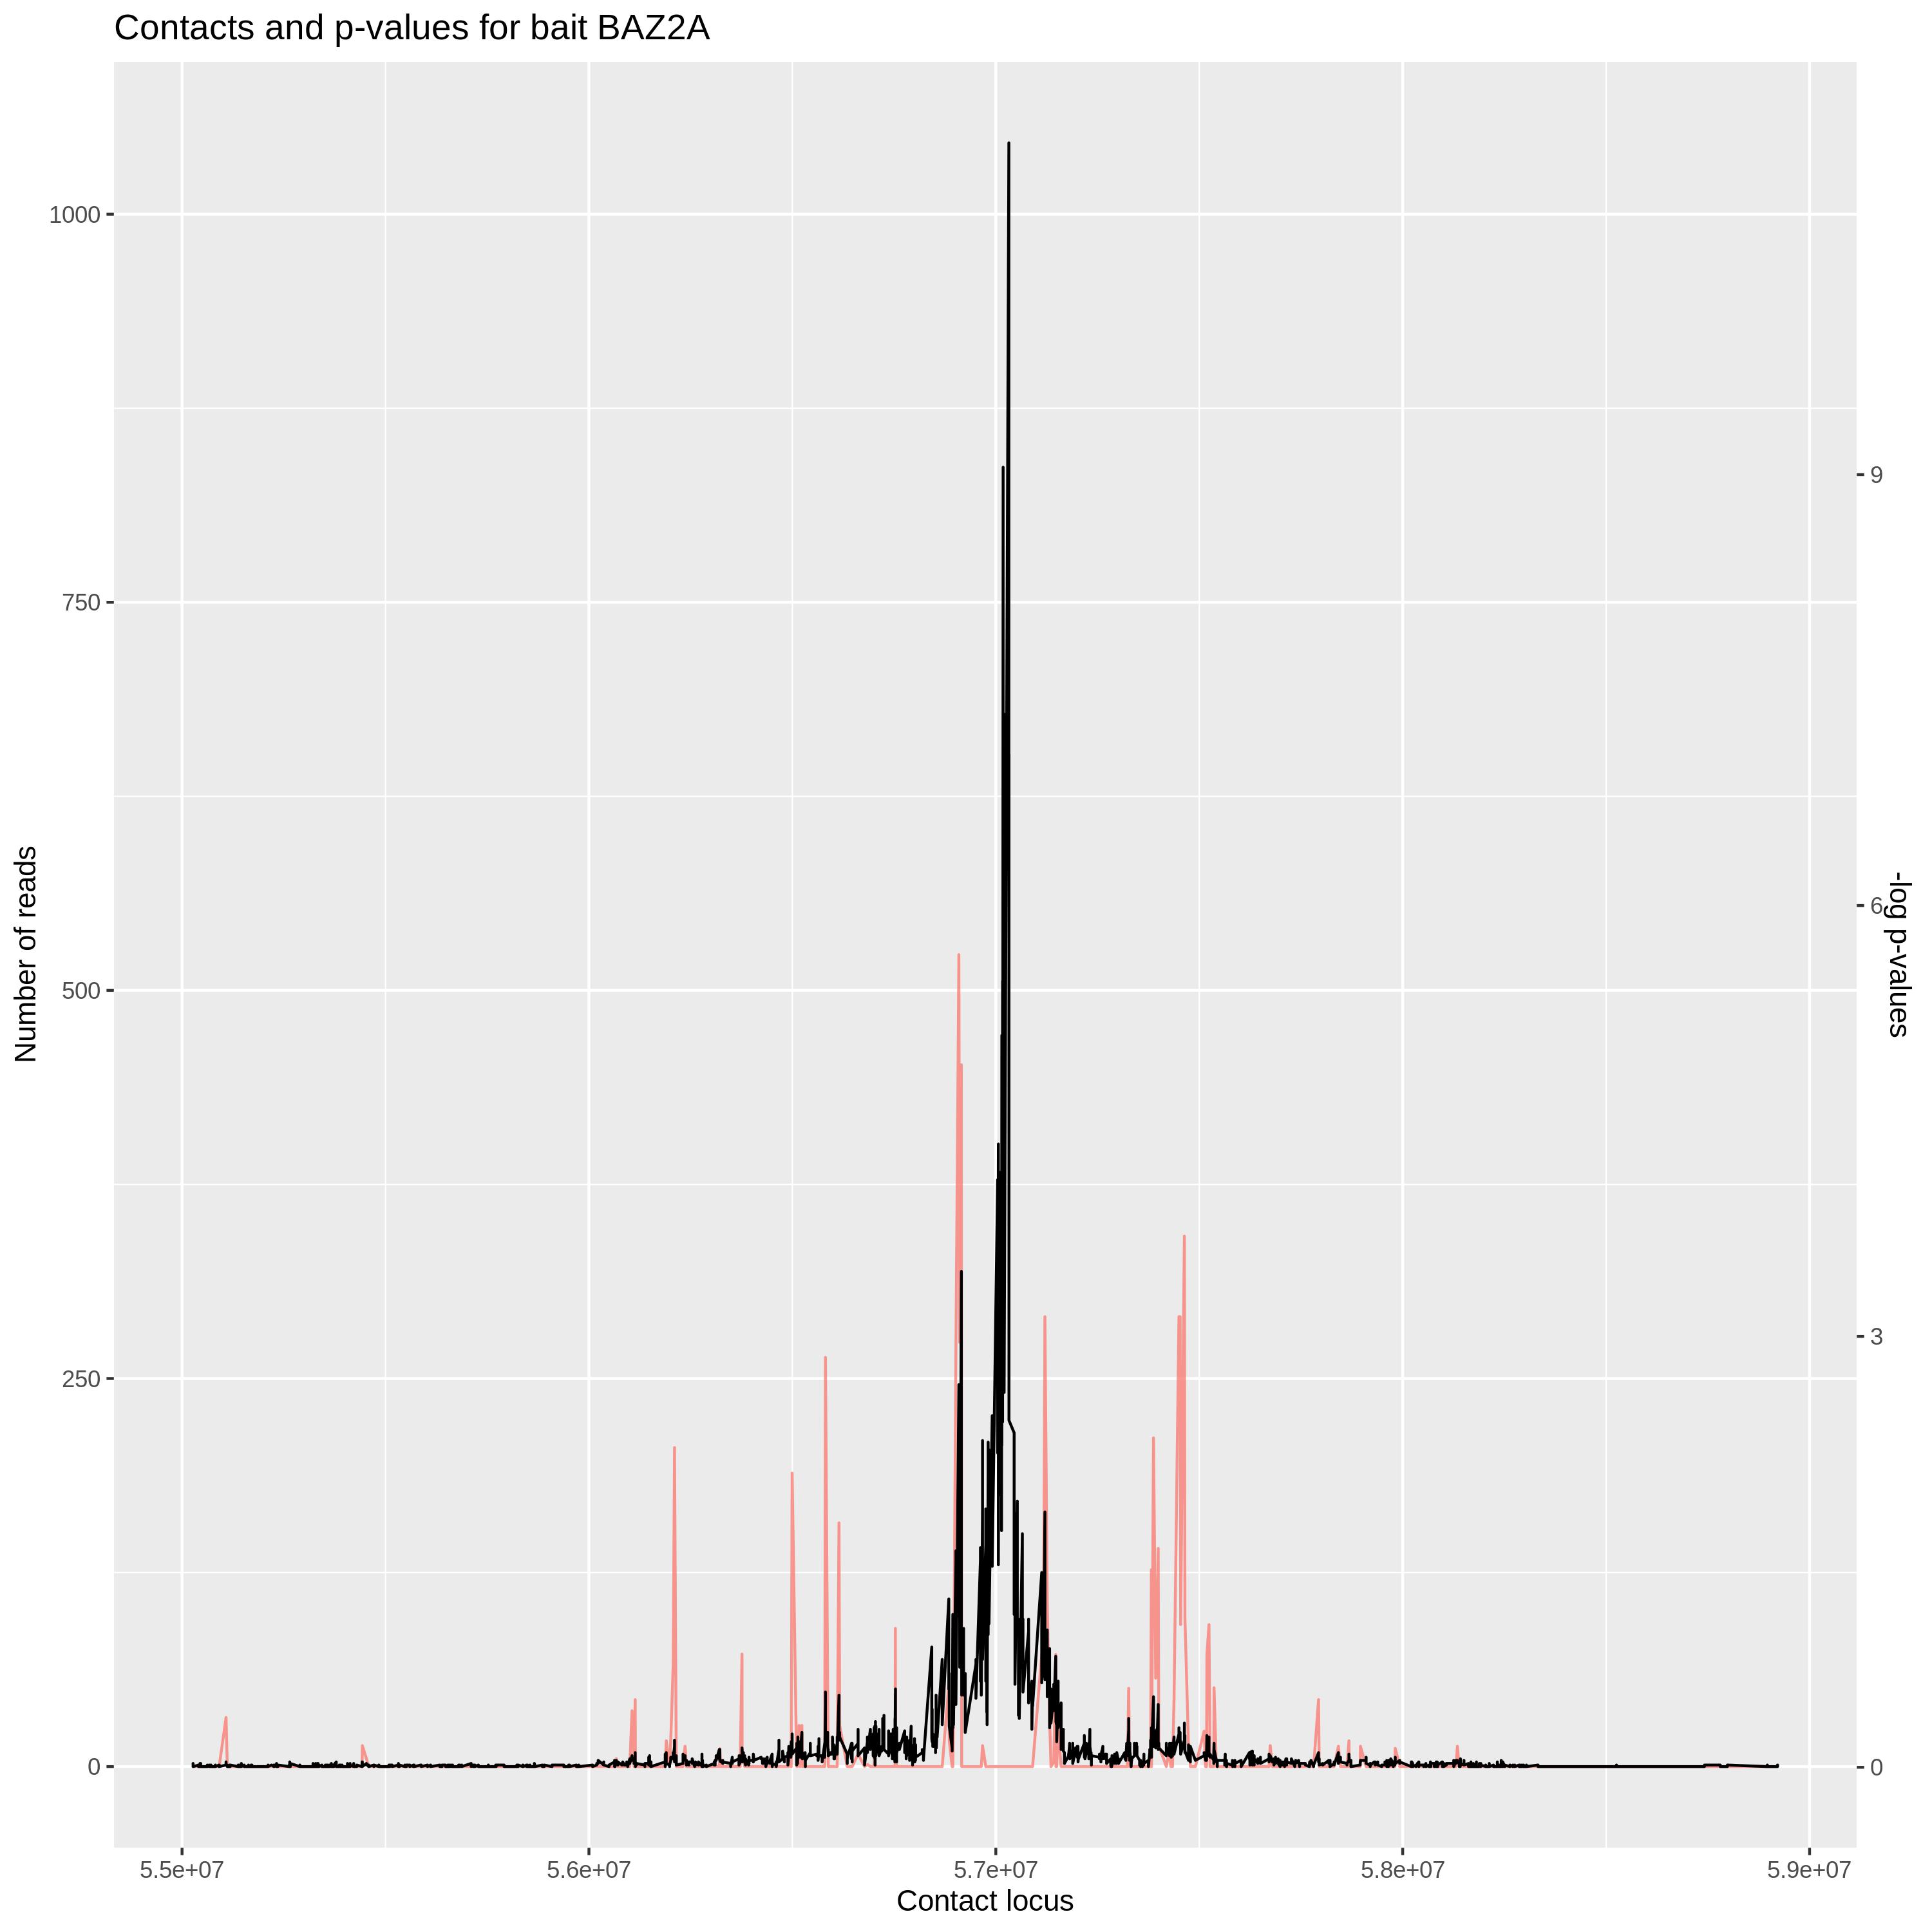 Contacts and p-values for bait BAZ2A
1000
750
500
250
0
Number of reads
9
6
3
0
-log p-values
5.5e+07
5.6e+07
5.7e+07
5.8e+07
5.9e+07
Contact locus